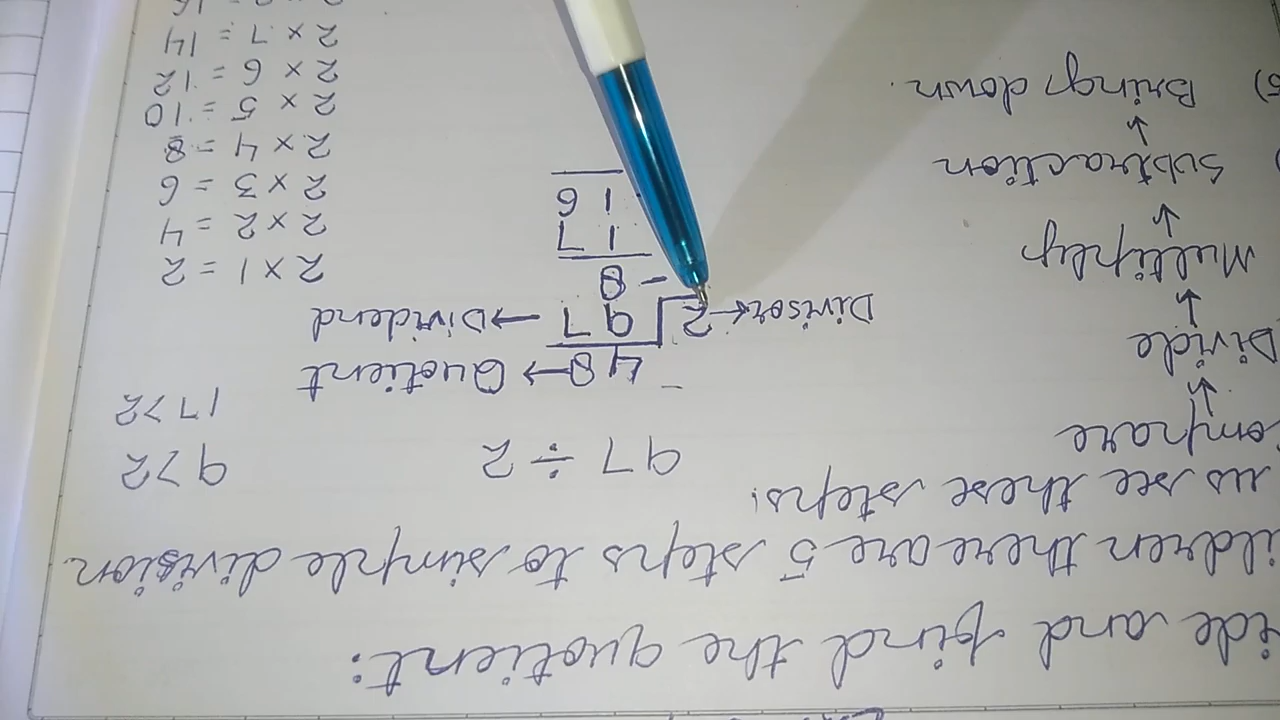 ide and find the quotient:
ildren there are 5 steps to simple division.
us see these steps:
ompare
↓
Divide
↓
Multiply
↓
Subtraction
↓
5) Bring down.
97 ÷ 2
48 → Quotient
Divisor ← 2 97 → Dividend
- 8
17
16
9 > 2
17 > 2
2 × 1 = 2
2 × 2 = 4
2 × 3 = 6
2 × 4 = 8
2 × 5 = 10
2 × 6 = 12
2 × 7 = 14